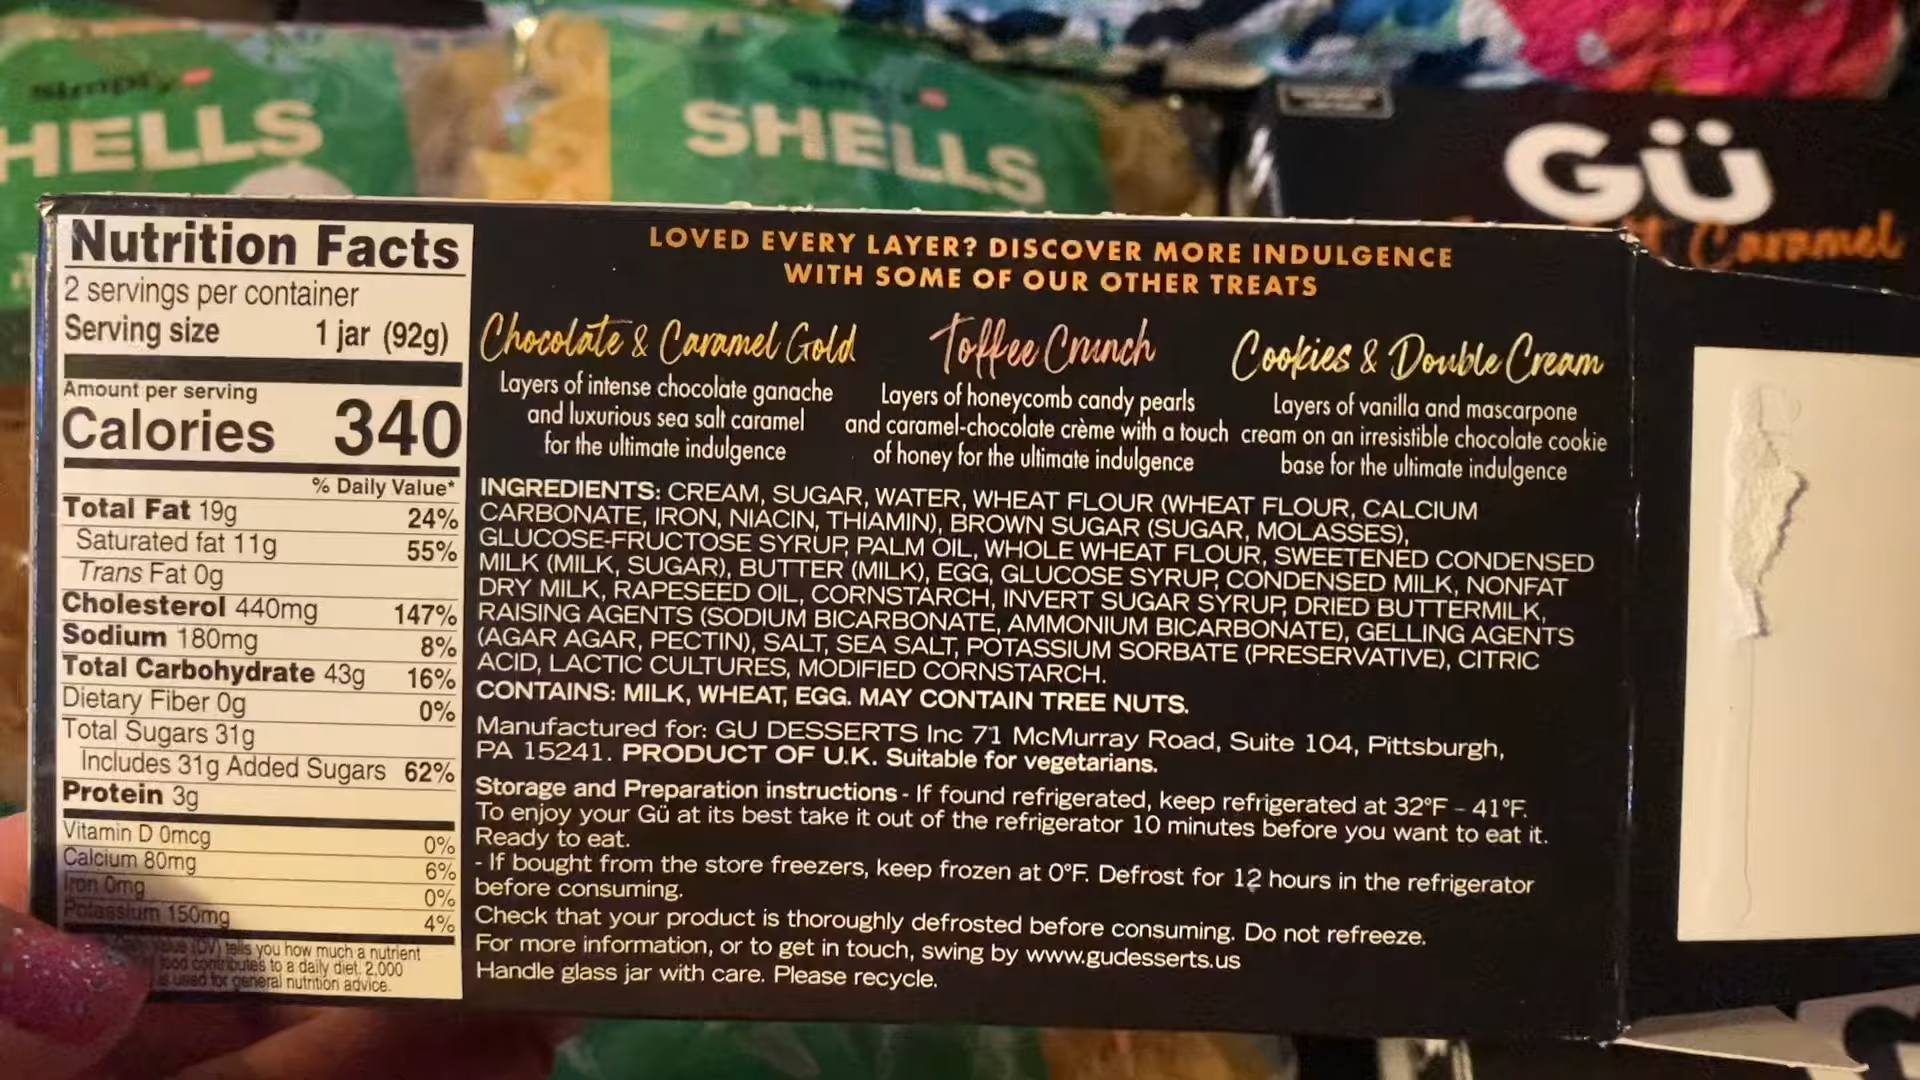 Simply
HELLS
SHELLS
Gü
Caramel
Nutrition Facts
2 servings per container
Serving size 1 jar (92g)
Amount per serving
Calories 340
% Daily Value*
Total Fat 19g 24%
Saturated fat 11g 55%
Trans Fat 0g
Cholesterol 440mg 147%
Sodium 180mg 8%
Total Carbohydrate 43g 16%
Dietary Fiber 0g 0%
Total Sugars 31g
Includes 31g Added Sugars 62%
Protein 3g
Vitamin D 0mcg 0%
Calcium 80mg 6%
Iron 0mg 0%
Potassium 150mg 4%
Value (DV) tells you how much a nutrient
food contributes to a daily diet. 2,000
is used for general nutrition advice.
LOVED EVERY LAYER? DISCOVER MORE INDULGENCE
WITH SOME OF OUR OTHER TREATS
Chocolate & Caramel Gold
Layers of intense chocolate ganache
and luxurious sea salt caramel
for the ultimate indulgence
Toffee Crunch
Layers of honeycomb candy pearls
and caramel-chocolate crème with a touch
of honey for the ultimate indulgence
Cookies & Double Cream
Layers of vanilla and mascarpone
cream on an irresistible chocolate cookie
base for the ultimate indulgence
INGREDIENTS: CREAM, SUGAR, WATER, WHEAT FLOUR (WHEAT FLOUR, CALCIUM
CARBONATE, IRON, NIACIN, THIAMIN), BROWN SUGAR (SUGAR, MOLASSES),
GLUCOSE-FRUCTOSE SYRUP, PALM OIL, WHOLE WHEAT FLOUR, SWEETENED CONDENSED
MILK (MILK, SUGAR), BUTTER (MILK), EGG, GLUCOSE SYRUP, CONDENSED MILK, NONFAT
DRY MILK, RAPESEED OIL, CORNSTARCH, INVERT SUGAR SYRUP, DRIED BUTTERMILK,
RAISING AGENTS (SODIUM BICARBONATE, AMMONIUM BICARBONATE), GELLING AGENTS
(AGAR AGAR, PECTIN), SALT, SEA SALT, POTASSIUM SORBATE (PRESERVATIVE), CITRIC
ACID, LACTIC CULTURES, MODIFIED CORNSTARCH.
CONTAINS: MILK, WHEAT, EGG. MAY CONTAIN TREE NUTS.
Manufactured for: GU DESSERTS Inc 71 McMurray Road, Suite 104, Pittsburgh,
PA 15241. PRODUCT OF U.K. Suitable for vegetarians.
Storage and Preparation instructions - If found refrigerated, keep refrigerated at 32°F - 41°F.
To enjoy your Gü at its best take it out of the refrigerator 10 minutes before you want to eat it.
Ready to eat.
- If bought from the store freezers, keep frozen at 0°F. Defrost for 12 hours in the refrigerator
before consuming.
Check that your product is thoroughly defrosted before consuming. Do not refreeze.
For more information, or to get in touch, swing by www.gudesserts.us
Handle glass jar with care. Please recycle.